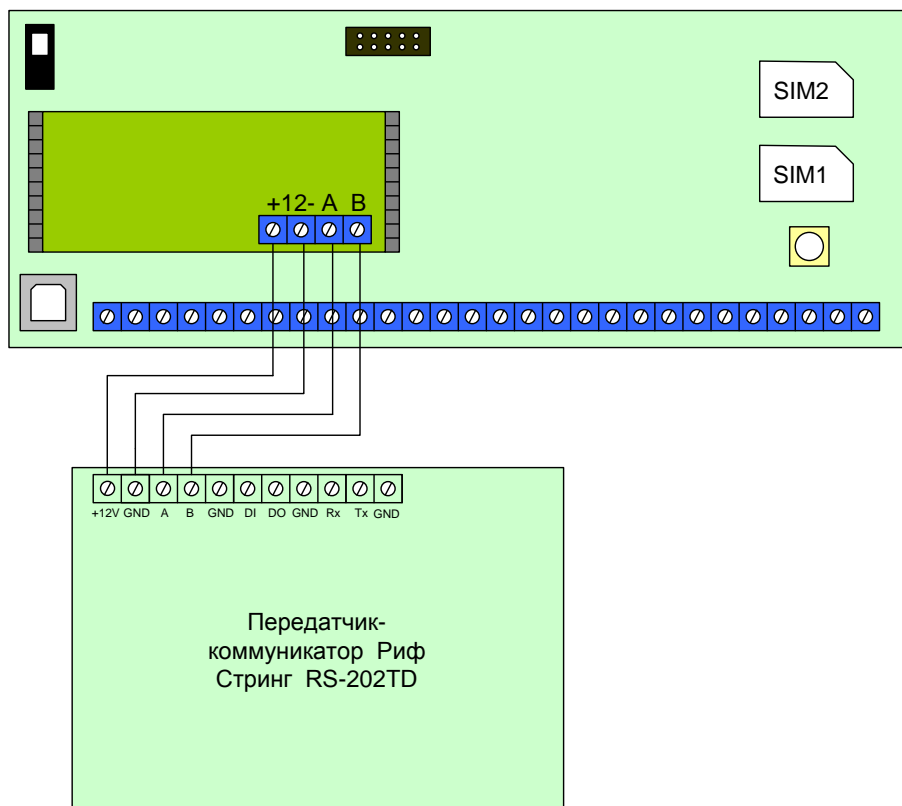 SIM2
SIM1
+12- A B
+12V GND A B GND DI DO GND Rx Tx GND
Передатчик-
коммуникатор Риф
Стринг RS-202TD